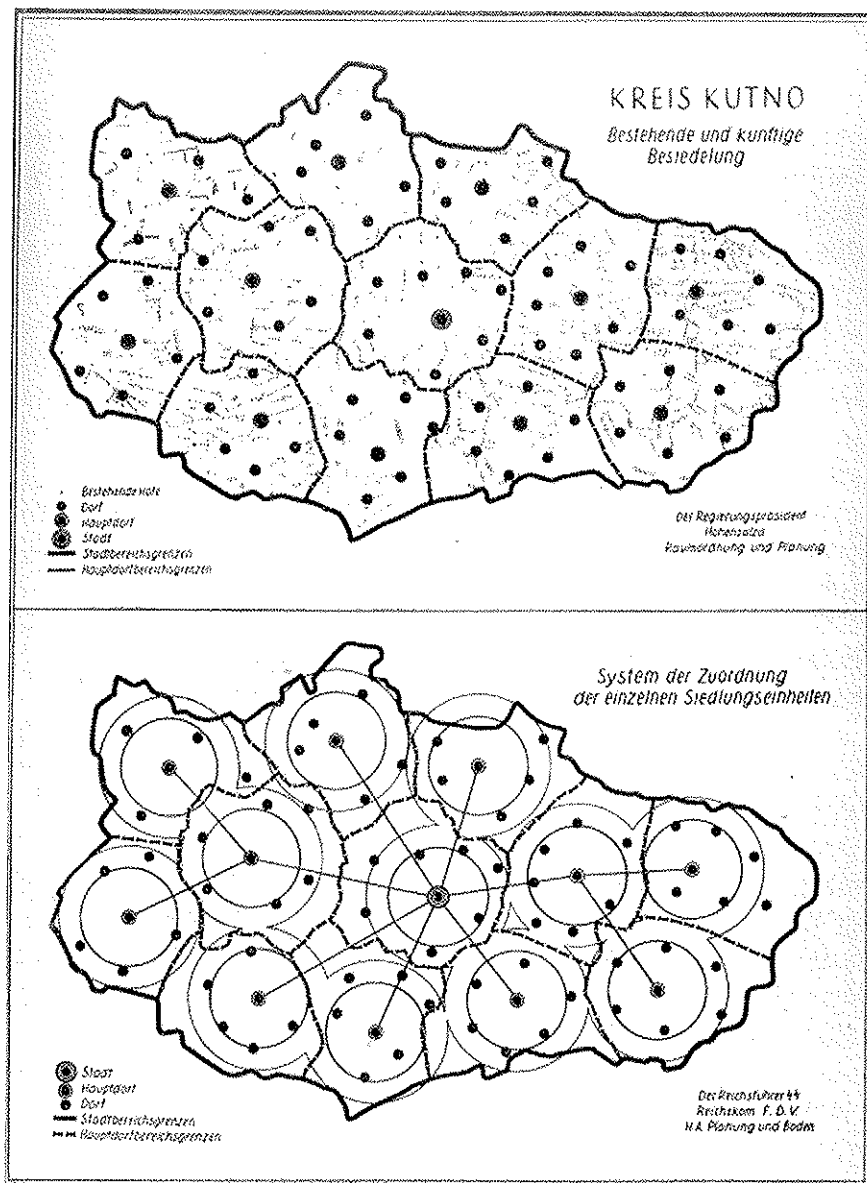 KREIS KUTNO
Bestehende und künftige
Besiedelung
Bestehende Höfe
Dorf
Hauptdorf
Stadt
Stadtbereichsgrenzen
Hauptdorfbereichsgrenzen
Der Regierungspräsident
Hohensalza
Raumordnung und Planung
System der Zuordnung
der einzelnen Siedlungseinheiten
Stadt
Hauptdorf
Dorf
Stadtbereichsgrenzen
Hauptdorfbereichsgrenzen
Der Reichsführer SS
Reichskom. F. D. V.
H.A. Planung und Boden